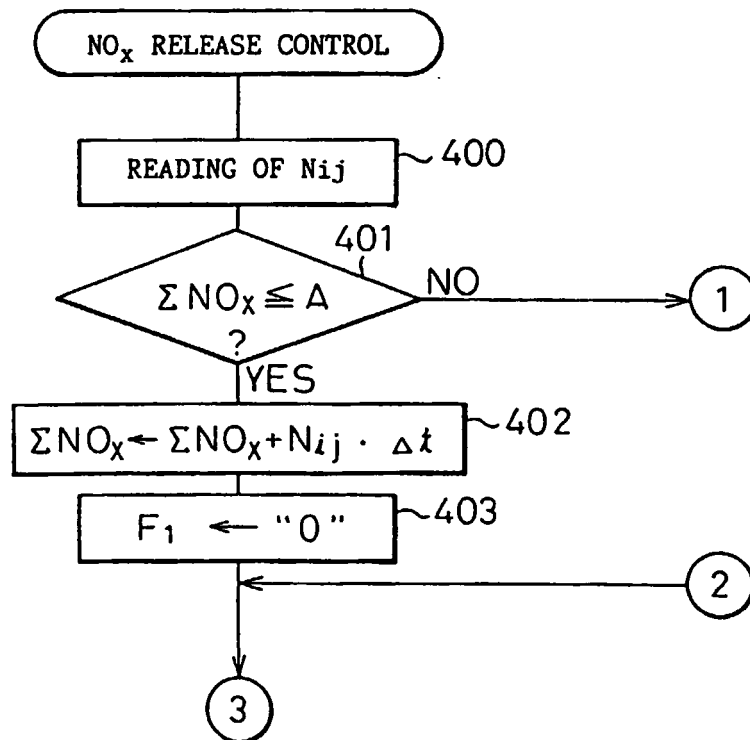 NOx RELEASE CONTROL
READING OF Nij
400
401
ΣNOx ≦ A
?
NO
1
YES
ΣNOx ← ΣNOx + Nij · Δt
402
F1 ← "0"
403
2
3